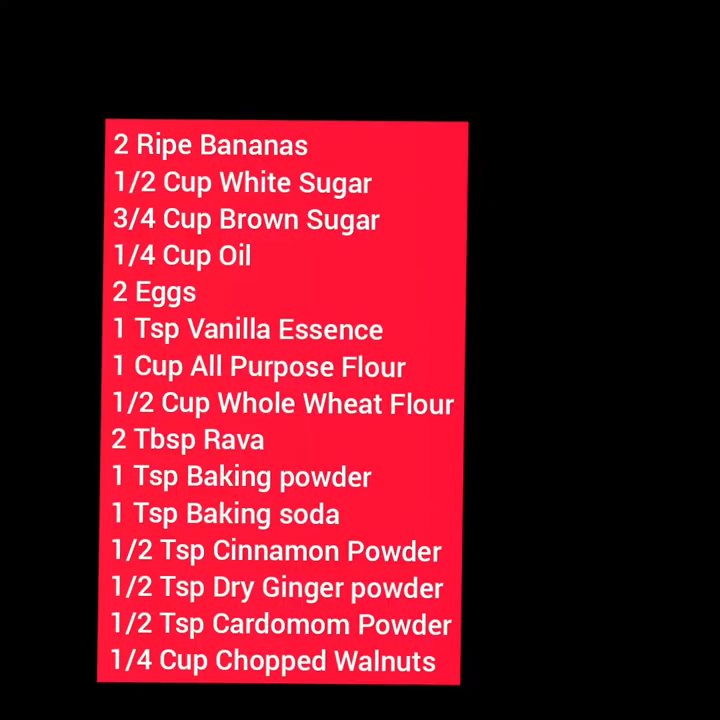 2 Ripe Bananas
1/2 Cup White Sugar
3/4 Cup Brown Sugar
1/4 Cup Oil
2 Eggs
1 Tsp Vanilla Essence
1 Cup All Purpose Flour
1/2 Cup Whole Wheat Flour
2 Tbsp Rava
1 Tsp Baking powder
1 Tsp Baking soda
1/2 Tsp Cinnamon Powder
1/2 Tsp Dry Ginger powder
1/2 Tsp Cardomom Powder
1/4 Cup Chopped Walnuts